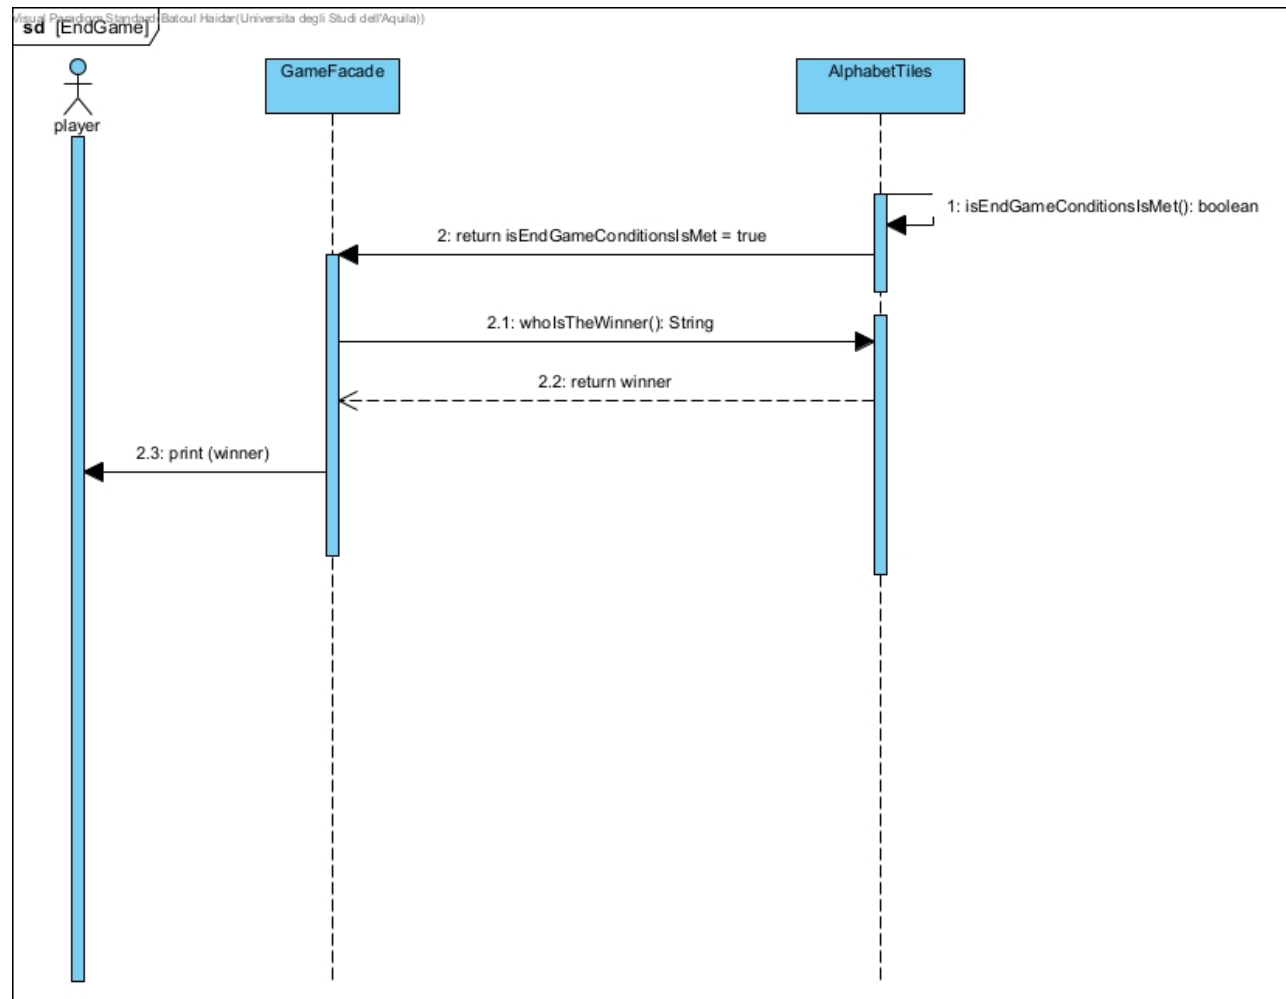 Visual Paradigm Standard(Batoul Haidar(Universita degli Studi dell'Aquila))
sd [EndGame]
GameFacade
AlphabetTiles
player
1: isEndGameConditionsIsMet(): boolean
2: return isEndGameConditionsIsMet = true
2.1: whoIsTheWinner(): String
2.2: return winner
2.3: print (winner)